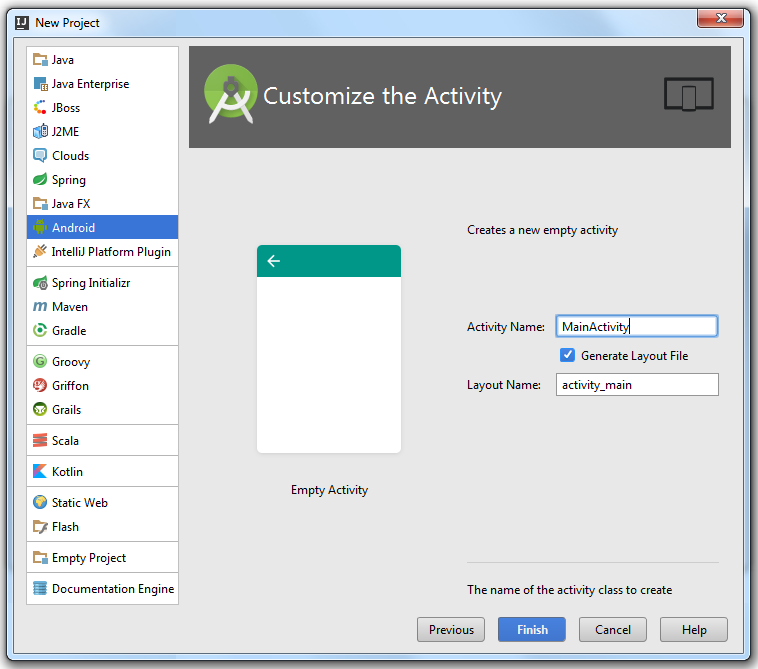 New Project
Java
Java Enterprise
JBoss
J2ME
Clouds
Spring
Java FX
Android
IntelliJ Platform Plugin
Spring Initializr
Maven
Gradle
Groovy
Griffon
Grails
Scala
Kotlin
Static Web
Flash
Empty Project
Documentation Engine
Customize the Activity
Creates a new empty activity
Activity Name: MainActivity
Generate Layout File
Layout Name: activity_main
Empty Activity
The name of the activity class to create
Previous Finish Cancel Help